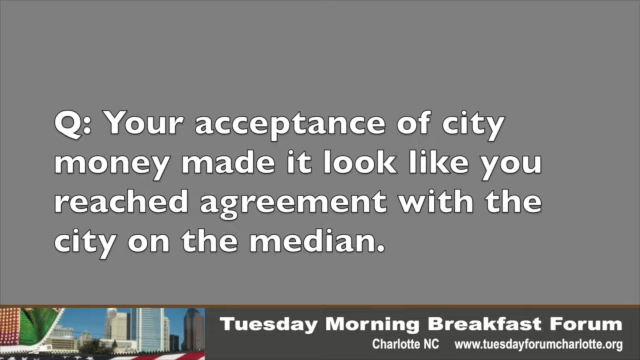 Q: Your acceptance of city
money made it look like you
reached agreement with the
city on the median.
Tuesday Morning Breakfast Forum
Charlotte NC www.tuesdayforumcharlotte.org